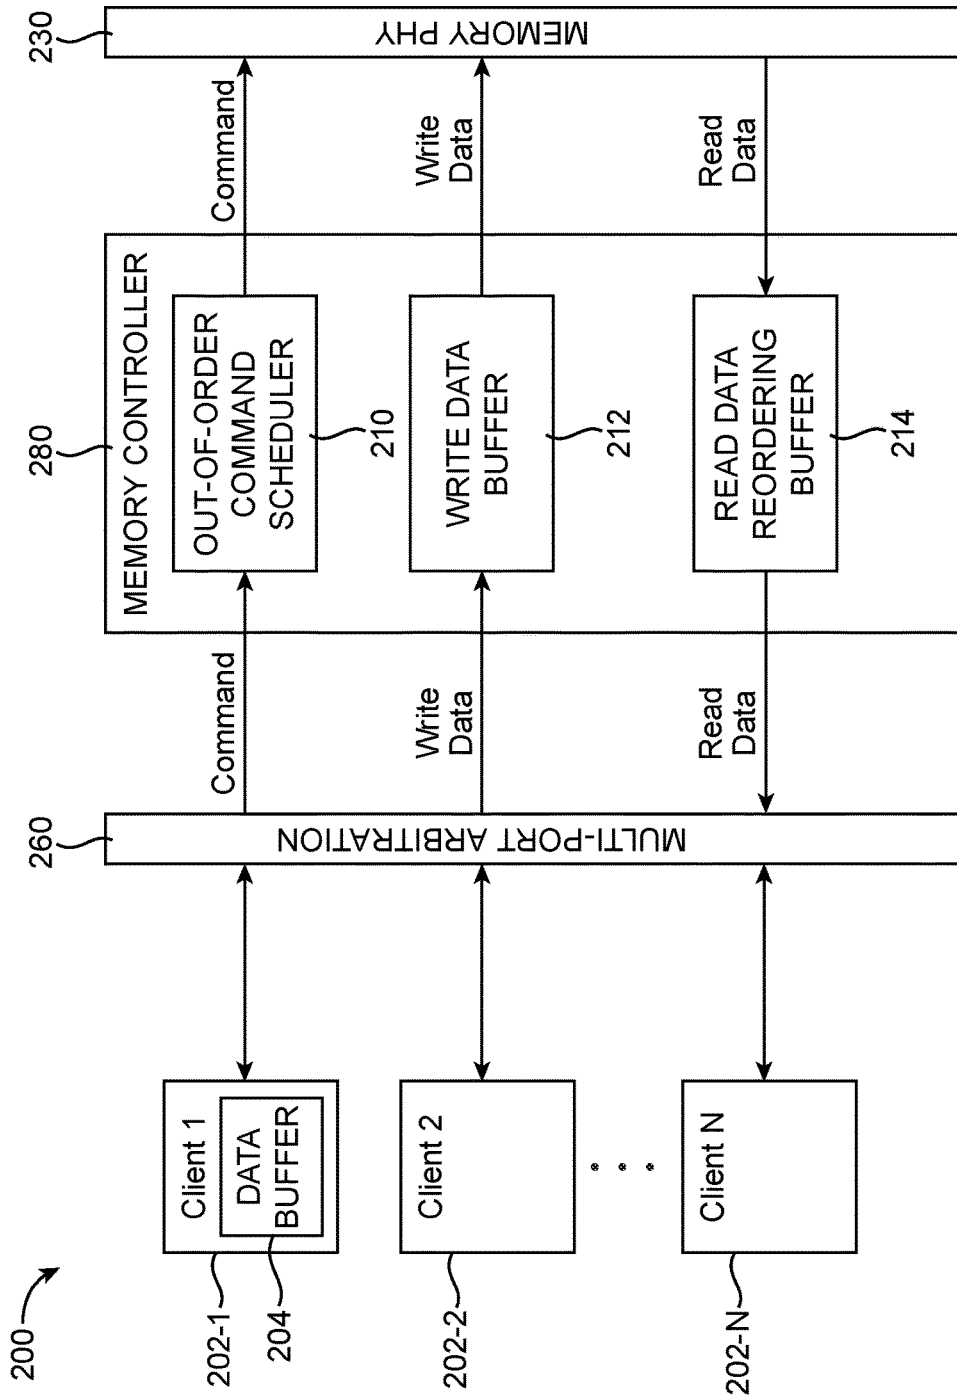 200
202-1
Client 1
DATA
BUFFER
204
202-2
Client 2
202-N
Client N
260
MULTI-PORT ARBITRATION
Command
Write
Data
Read
Data
280
MEMORY CONTROLLER
OUT-OF-ORDER
COMMAND
SCHEDULER
210
WRITE DATA
BUFFER
212
READ DATA
REORDERING
BUFFER
214
Command
Write
Data
Read
Data
230
MEMORY PHY